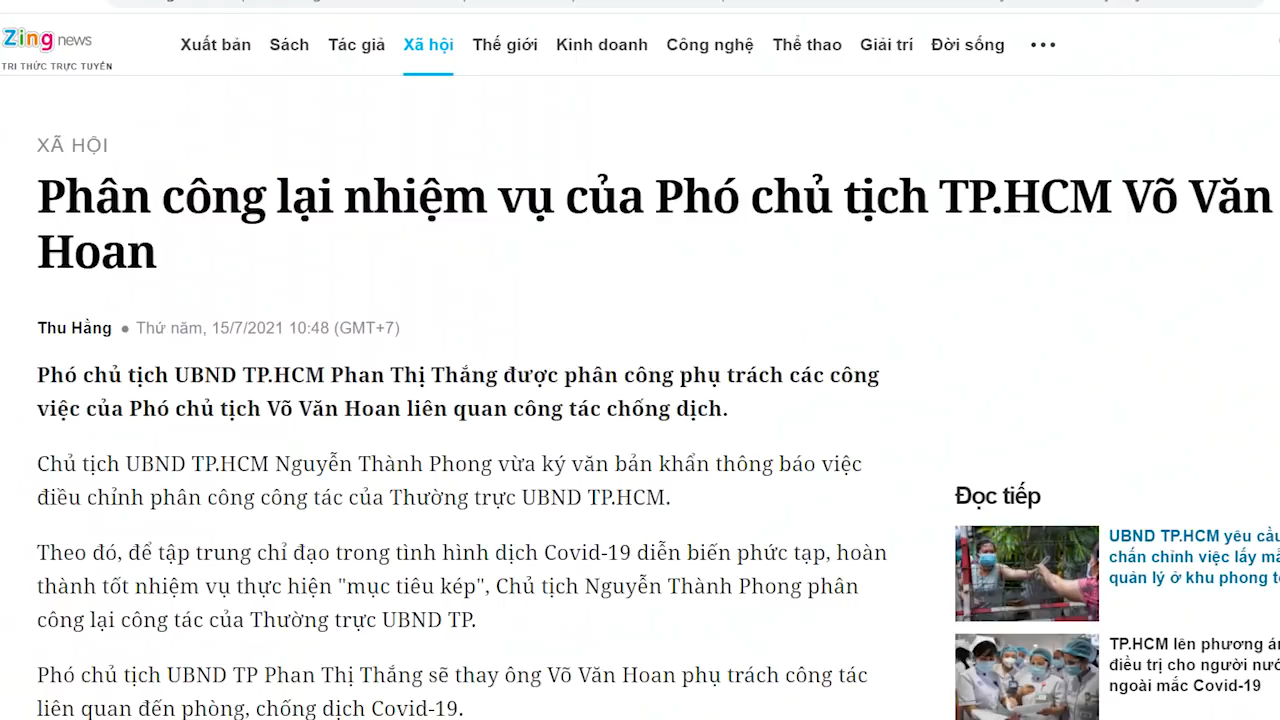 Zing news
TRI THỨC TRỰC TUYẾN
Xuất bản Sách Tác giả Xã hội Thế giới Kinh doanh Công nghệ Thể thao Giải trí Đời sống •••
XÃ HỘI
Phân công lại nhiệm vụ của Phó chủ tịch TP.HCM Võ Văn
Hoan
Thu Hằng • Thứ năm, 15/7/2021 10:48 (GMT+7)
Phó chủ tịch UBND TP.HCM Phan Thị Thắng được phân công phụ trách các công
việc của Phó chủ tịch Võ Văn Hoan liên quan công tác chống dịch.
Chủ tịch UBND TP.HCM Nguyễn Thành Phong vừa ký văn bản khẩn thông báo việc
điều chỉnh phân công công tác của Thường trực UBND TP.HCM.
Theo đó, để tập trung chỉ đạo trong tình hình dịch Covid-19 diễn biến phức tạp, hoàn
thành tốt nhiệm vụ thực hiện "mục tiêu kép", Chủ tịch Nguyễn Thành Phong phân
công lại công tác của Thường trực UBND TP.
Phó chủ tịch UBND TP Phan Thị Thắng sẽ thay ông Võ Văn Hoan phụ trách công tác
liên quan đến phòng, chống dịch Covid-19.
Đọc tiếp
UBND TP.HCM yêu cầu
chấn chỉnh việc lấy
quản lý ở khu phong
TP.HCM lên phương
điều trị cho người
ngoài mắc Covid-19